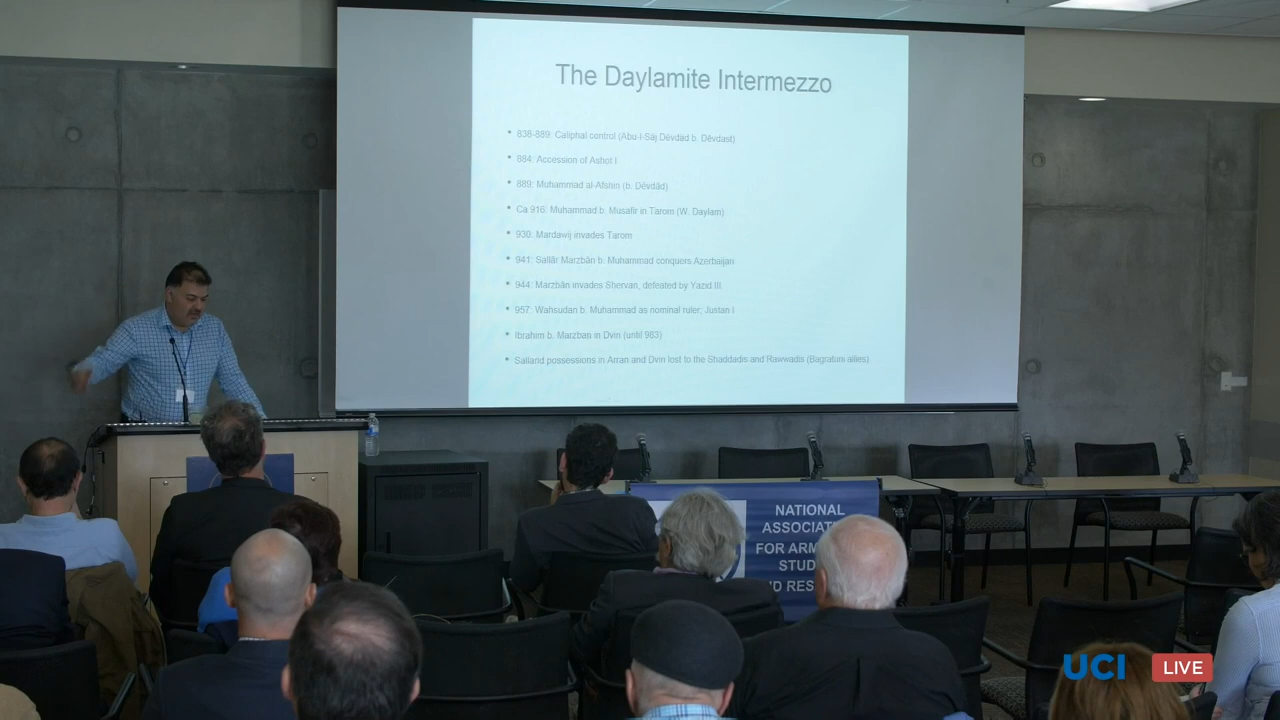 The Daylamite Intermezzo
• 838-889: Caliphal control (Abu-l-Sāj Dēvdād b. Dēvdast)
• 884: Accession of Ashot I
• 889: Muhammad al-Afshin (b. Dēvdād)
• Ca 916: Muhammad b. Musafir in Tarom (W. Daylam)
• 930: Mardawij invades Tarom
• 941: Sallār Marzbān b. Muhammad conquers Azerbaijan
• 944: Marzbān invades Shervan, defeated by Yazid III
• 957: Wahsudan b. Muhammad as nominal ruler; Justan I
• Ibrahim b. Marzban in Dvin (until 983)
• Sallarid possessions in Arran and Dvin lost to the Shaddadis and Rawwadis (Bagratuni allies)
NATIONAL
ASSOCIAT
FOR ARM
STUD
D RES
UCI LIVE